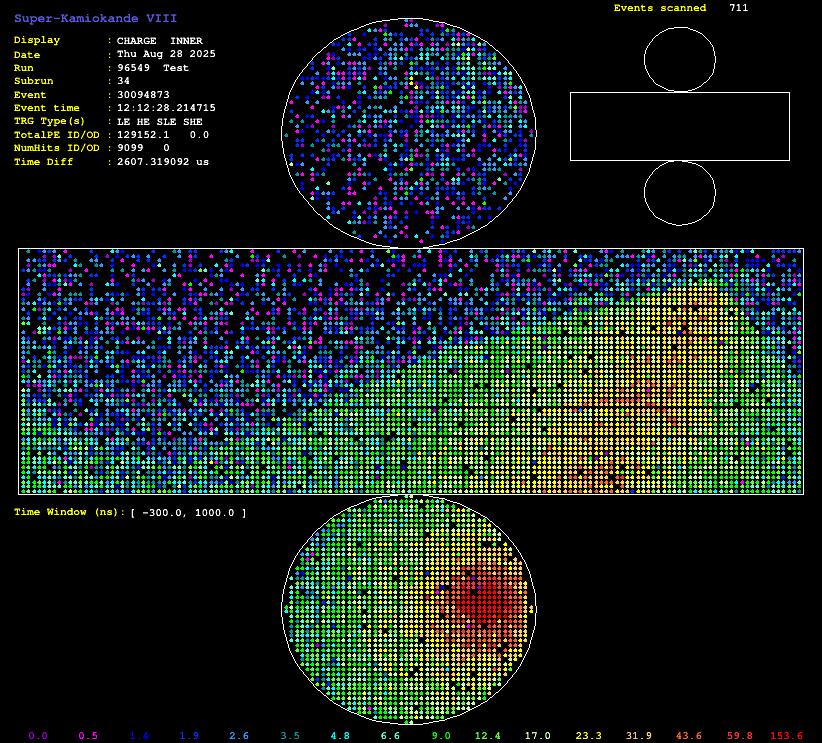 Super-Kamiokande VIII
Events scanned 711
Display : CHARGE INNER
Date : Thu Aug 28 2025
Run : 96549 Test
Subrun : 34
Event : 30094873
Event time : 12:12:28.214715
TRG Type(s) : LE HE SLE SHE
TotalPE ID/OD : 129152.1 0.0
NumHits ID/OD : 9099 0
Time Diff : 2607.319092 us
Time Window (ns): [ -300.0, 1000.0 ]
0.0 0.5 1.4 1.9 2.6 3.5 4.8 6.6 9.0 12.4 17.0 23.3 31.9 43.6 59.8 153.6